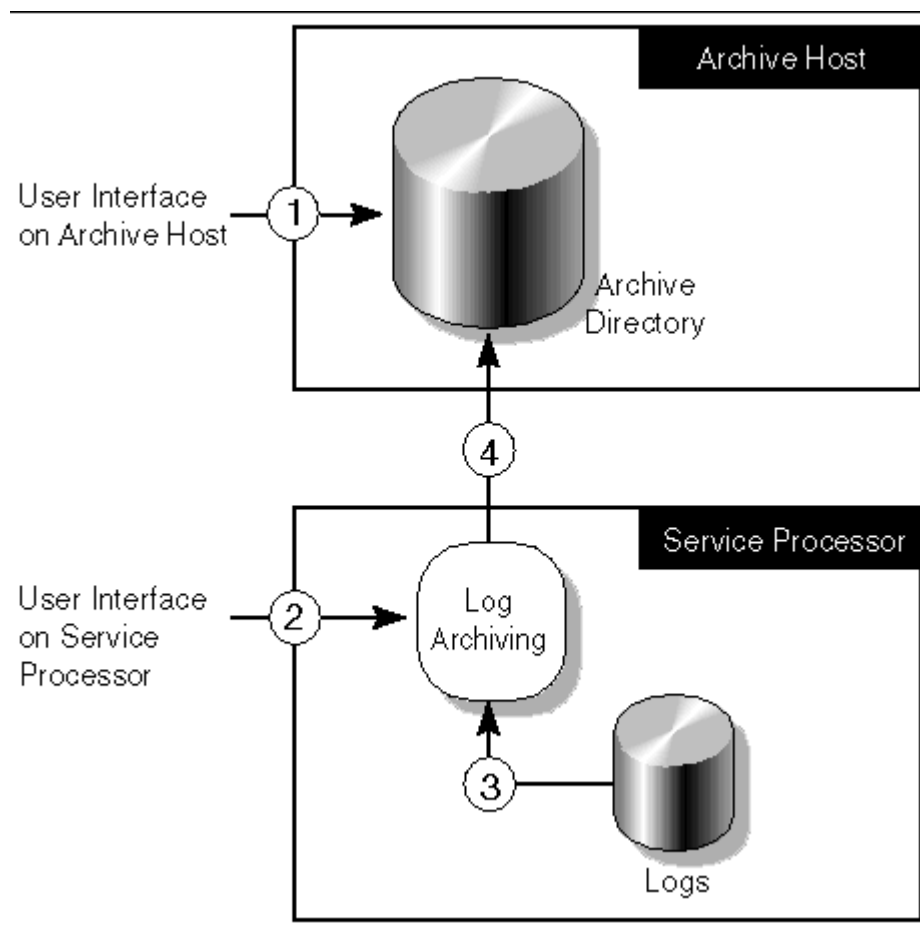 Archive Host
User Interface
on Archive Host
1
Archive
Directory
4
Service Processor
User Interface
on Service
Processor
2
Log
Archiving
3
Logs